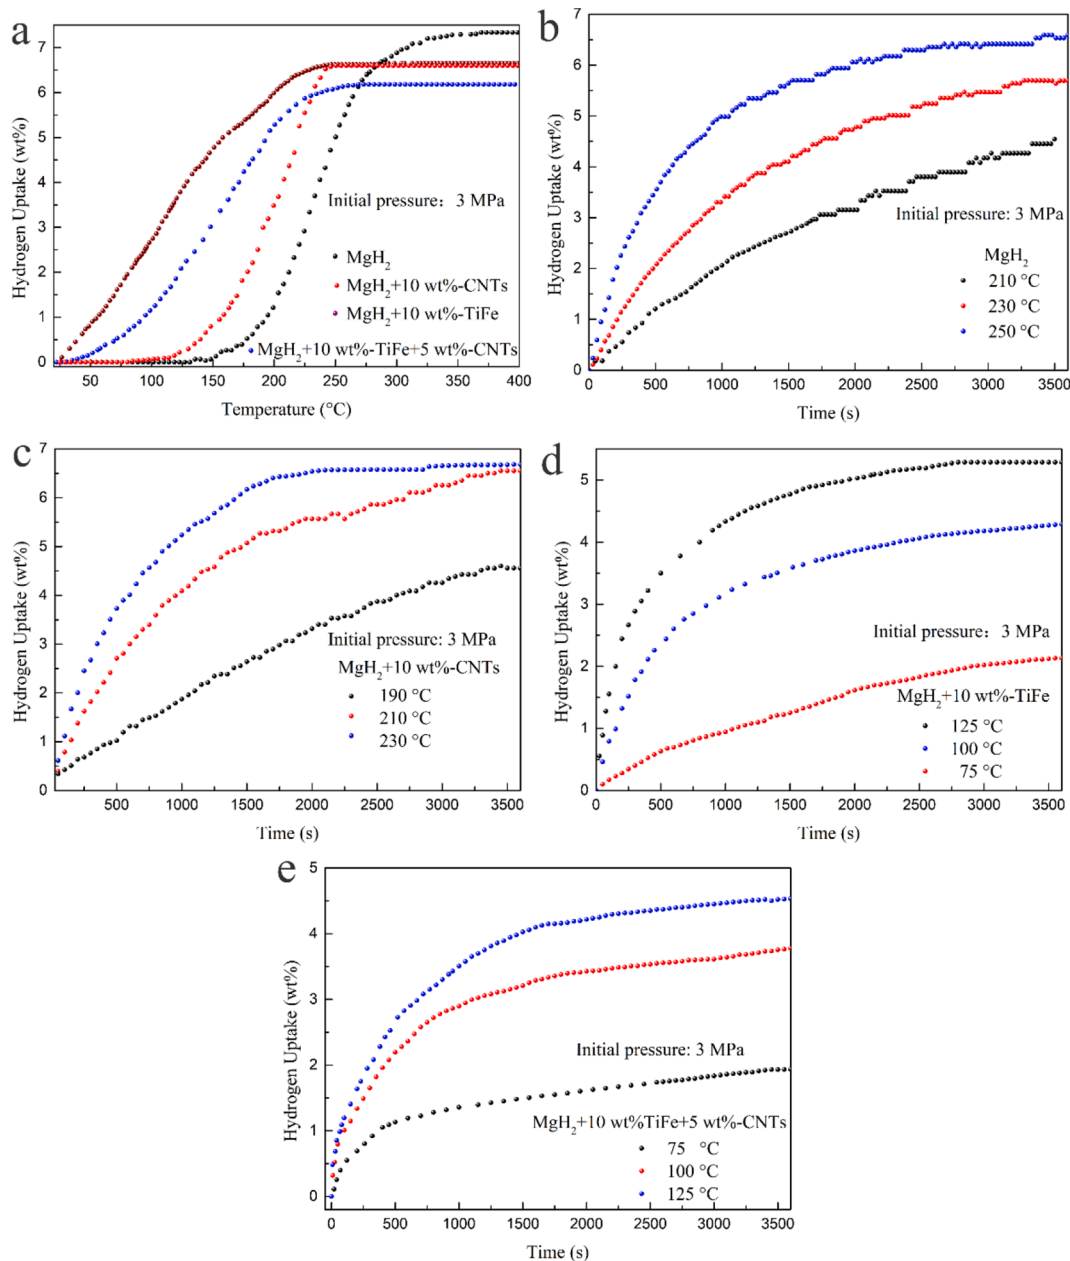 a
Hydrogen Uptake (wt%)
7
6
5
4
3
2
1
0
Initial pressure: 3 MPa
MgH2
MgH2+10 wt%-CNTs
MgH2+10 wt%-TiFe
MgH2+10 wt%-TiFe+5 wt%-CNTs
50 100 150 200 250 300 350 400
Temperature (°C)
b
Hydrogen Uptake (wt%)
7
6
5
4
3
2
1
0
Initial pressure: 3 MPa
MgH2
210 °C
230 °C
250 °C
0 500 1000 1500 2000 2500 3000 3500
Time (s)
c
Hydrogen Uptake (wt%)
7
6
5
4
3
2
1
0
Initial pressure: 3 MPa
MgH2+10 wt%-CNTs
190 °C
210 °C
230 °C
500 1000 1500 2000 2500 3000 3500
Time (s)
d
Hydrogen Uptake (wt%)
5
4
3
2
1
0
Initial pressure: 3 MPa
MgH2+10 wt%-TiFe
125 °C
100 °C
75 °C
0 500 1000 1500 2000 2500 3000 3500
Time (s)
e
Hydrogen Uptake (wt%)
5
4
3
2
1
0
Initial pressure: 3 MPa
MgH2+10 wt%TiFe+5 wt%-CNTs
75 °C
100 °C
125 °C
0 500 1000 1500 2000 2500 3000 3500
Time (s)